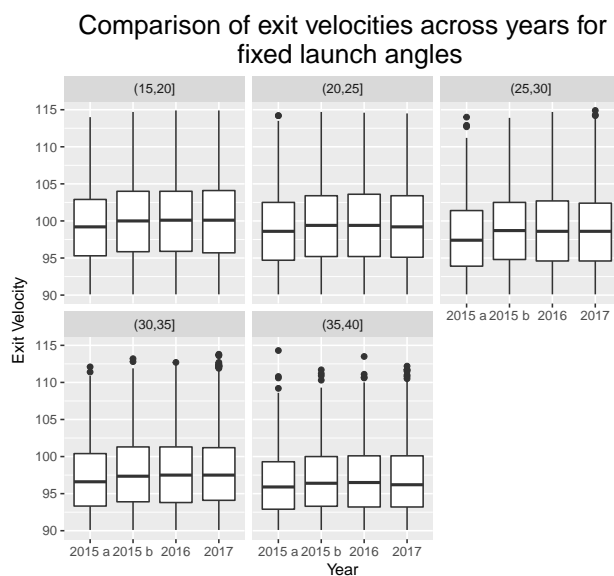 Comparison of exit velocities across years for
fixed launch angles
(15,20]
(20,25]
(25,30]
115
110
105
100
95
90
2015 a 2015 b 2016 2017
(30,35]
(35,40]
115
110
105
100
95
90
2015 a 2015 b 2016 2017
2015 a 2015 b 2016 2017
Exit Velocity
Year